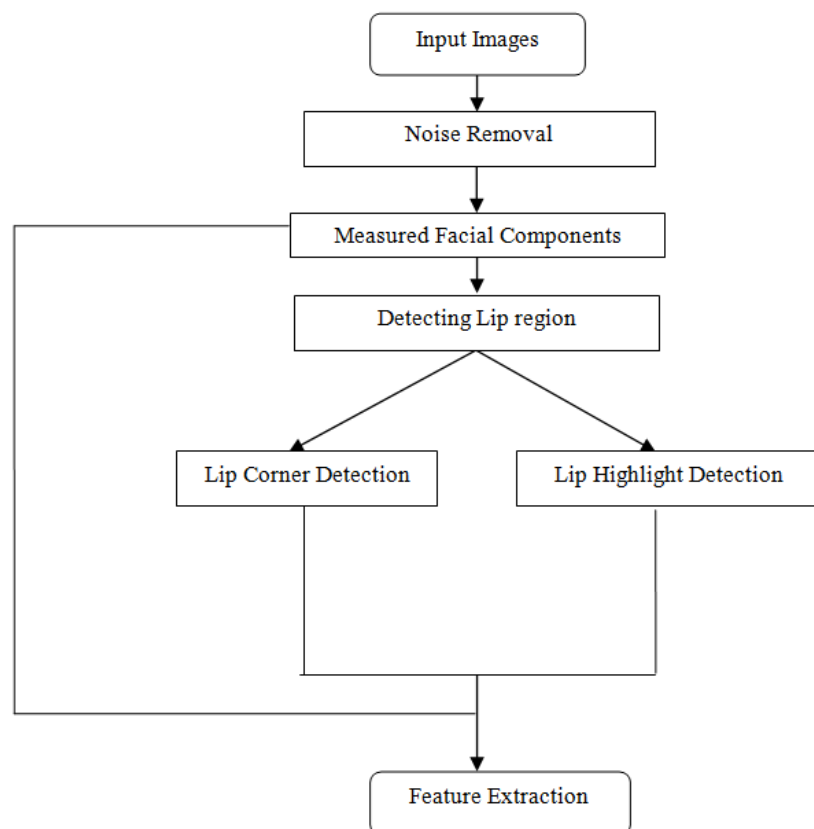 Input Images
Noise Removal
Measured Facial Components
Detecting Lip region
Lip Corner Detection
Lip Highlight Detection
Feature Extraction